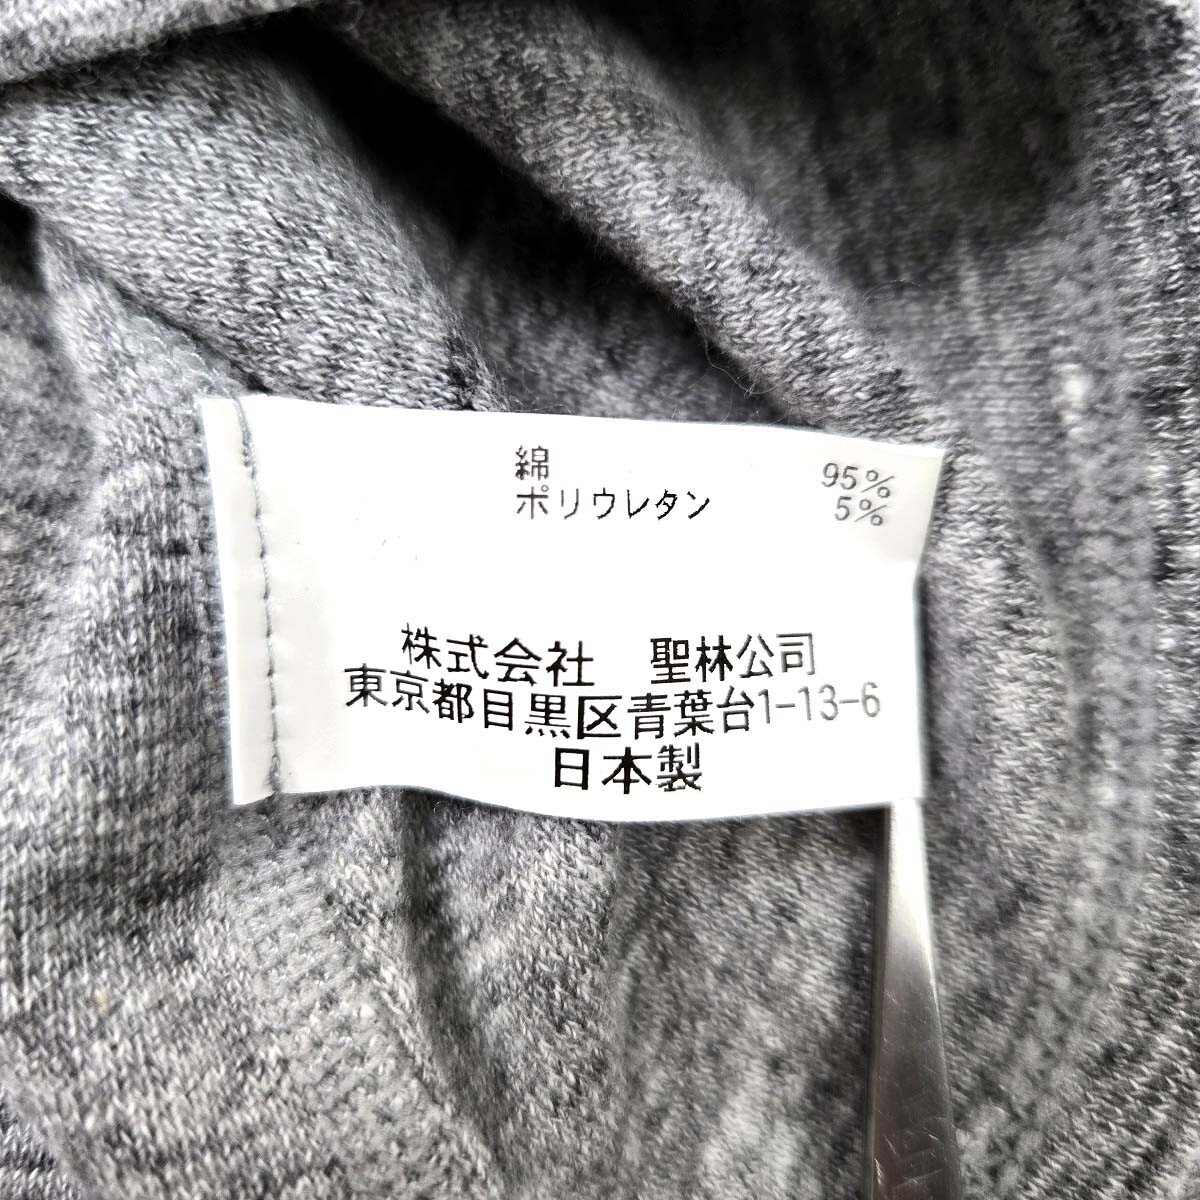 綿 95%
ポリウレタン 5%
株式会社 聖林公司
東京都目黒区青葉台1-13-6
日本製